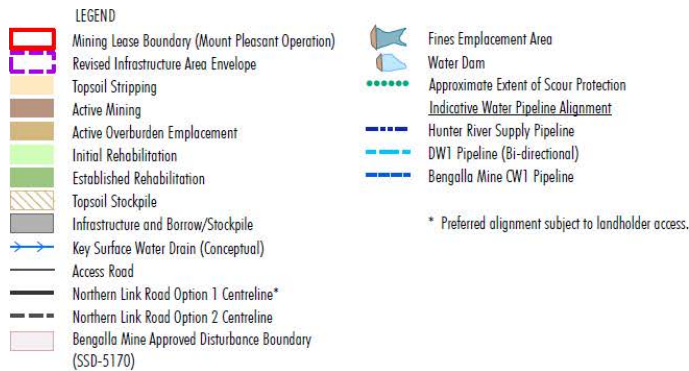 LEGEND
Mining Lease Boundary (Mount Pleasant Operation)
Revised Infrastructure Area Envelope
Topsoil Stripping
Active Mining
Active Overburden Emplacement
Initial Rehabilitation
Established Rehabilitation
Topsoil Stockpile
Infrastructure and Borrow/Stockpile
Key Surface Water Drain (Conceptual)
Access Road
Northern Link Road Option 1 Centreline*
Northern Link Road Option 2 Centreline
Bengalla Mine Approved Disturbance Boundary
(SSD-5170)
Fines Emplacement Area
Water Dam
Approximate Extent of Scour Protection
Indicative Water Pipeline Alignment
Hunter River Supply Pipeline
DW1 Pipeline (Bi-directional)
Bengalla Mine CW1 Pipeline
* Preferred alignment subject to landholder access.